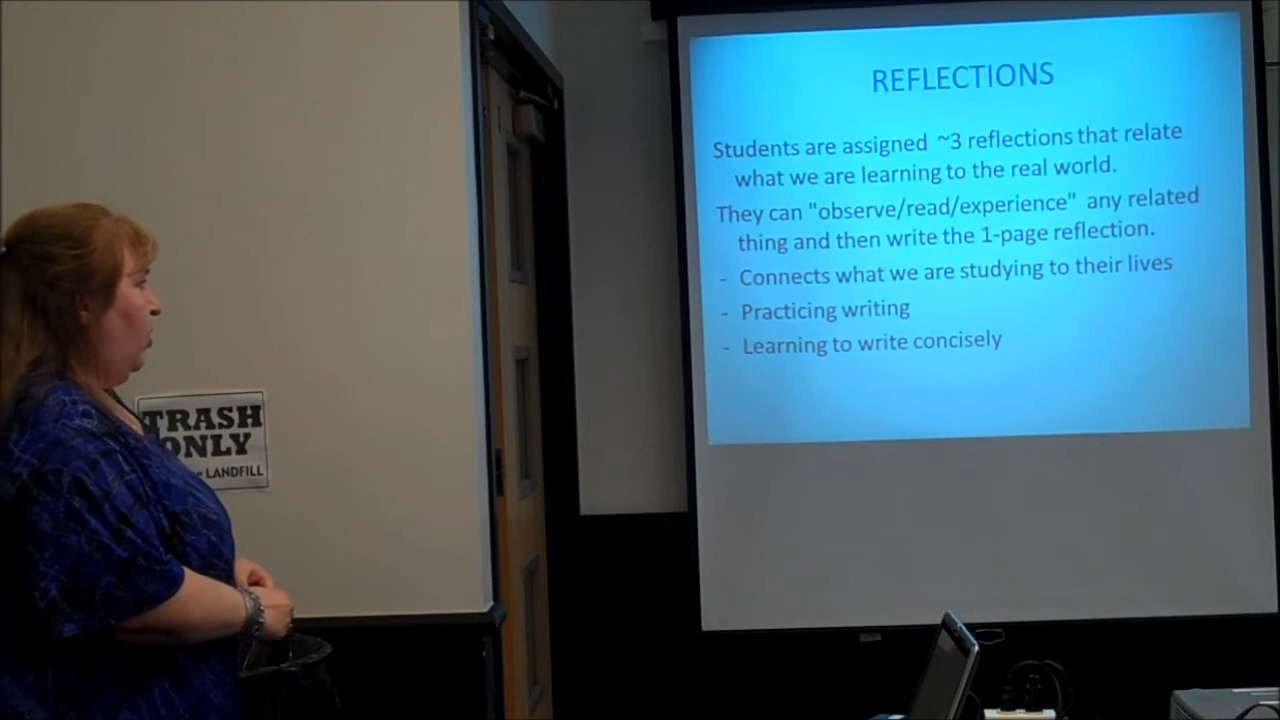 REFLECTIONS
Students are assigned ~3 reflections that relate
what we are learning to the real world.
They can "observe/read/experience" any related
thing and then write the 1-page reflection.
- Connects what we are studying to their lives
- Practicing writing
- Learning to write concisely
TRASH
ONLY
LANDFILL